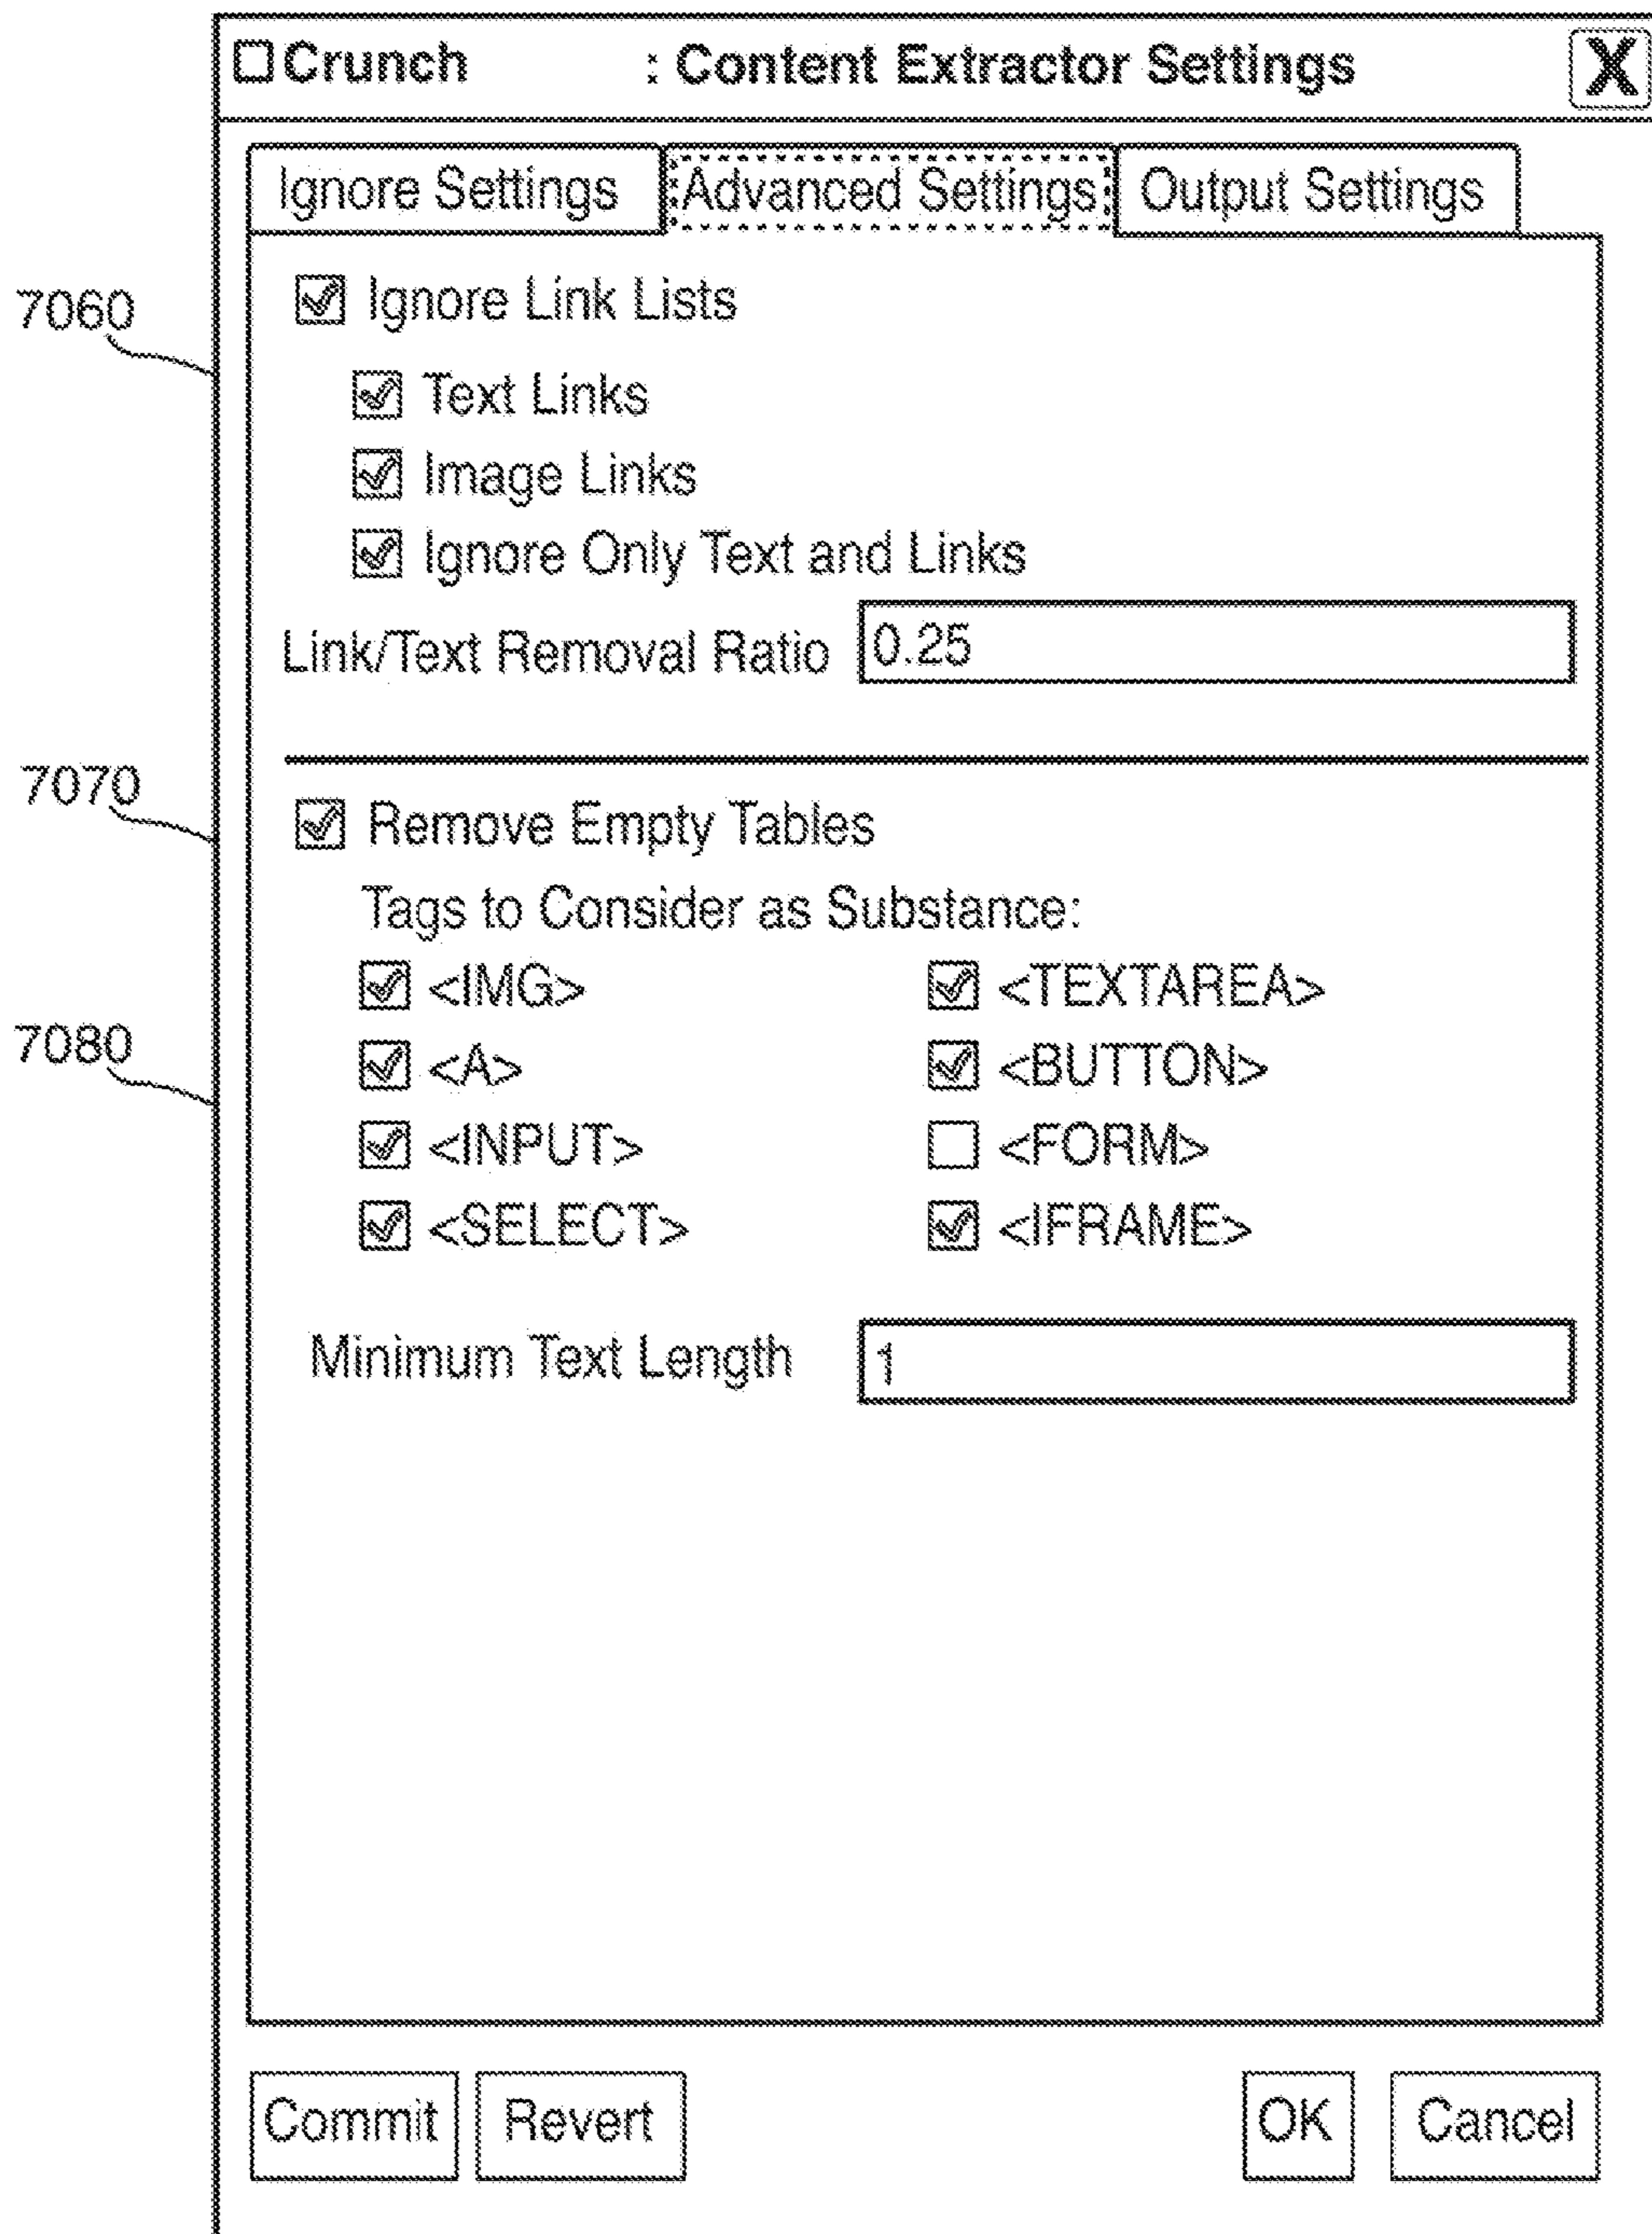 Crunch : Content Extractor Settings X
Ignore Settings Advanced Settings Output Settings
7060
Ignore Link Lists
Text Links
Image Links
Ignore Only Text and Links
Link/Text Removal Ratio 0.25
7070
Remove Empty Tables
Tags to Consider as Substance:
<IMG> <TEXTAREA>
7080
<A> <BUTTON>
<INPUT> <FORM>
<SELECT> <IFRAME>
Minimum Text Length 1
Commit Revert OK Cancel